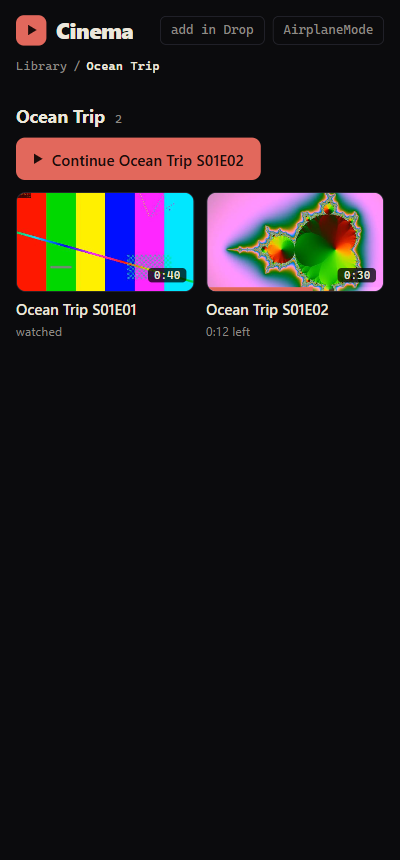 Cinema
add in Drop
AirplaneMode
Library / Ocean Trip
Ocean Trip 2
Continue Ocean Trip S01E02
0:40
0:30
Ocean Trip S01E01
Ocean Trip S01E02
watched
0:12 left